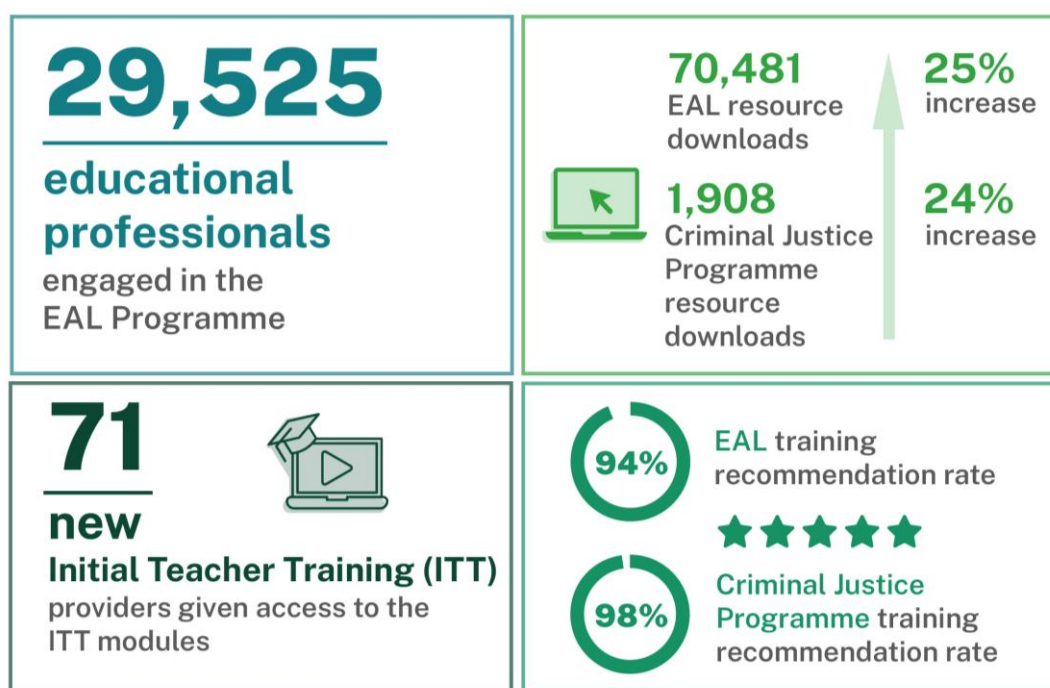 29,525
educational
professionals
engaged in the
EAL Programme
70,481
EAL resource
downloads
25%
increase
1,908
Criminal Justice
Programme
resource
downloads
24%
increase
71
new
Initial Teacher Training (ITT)
providers given access to the
ITT modules
94%
EAL training
recommendation rate
98%
Criminal Justice
Programme training
recommendation rate